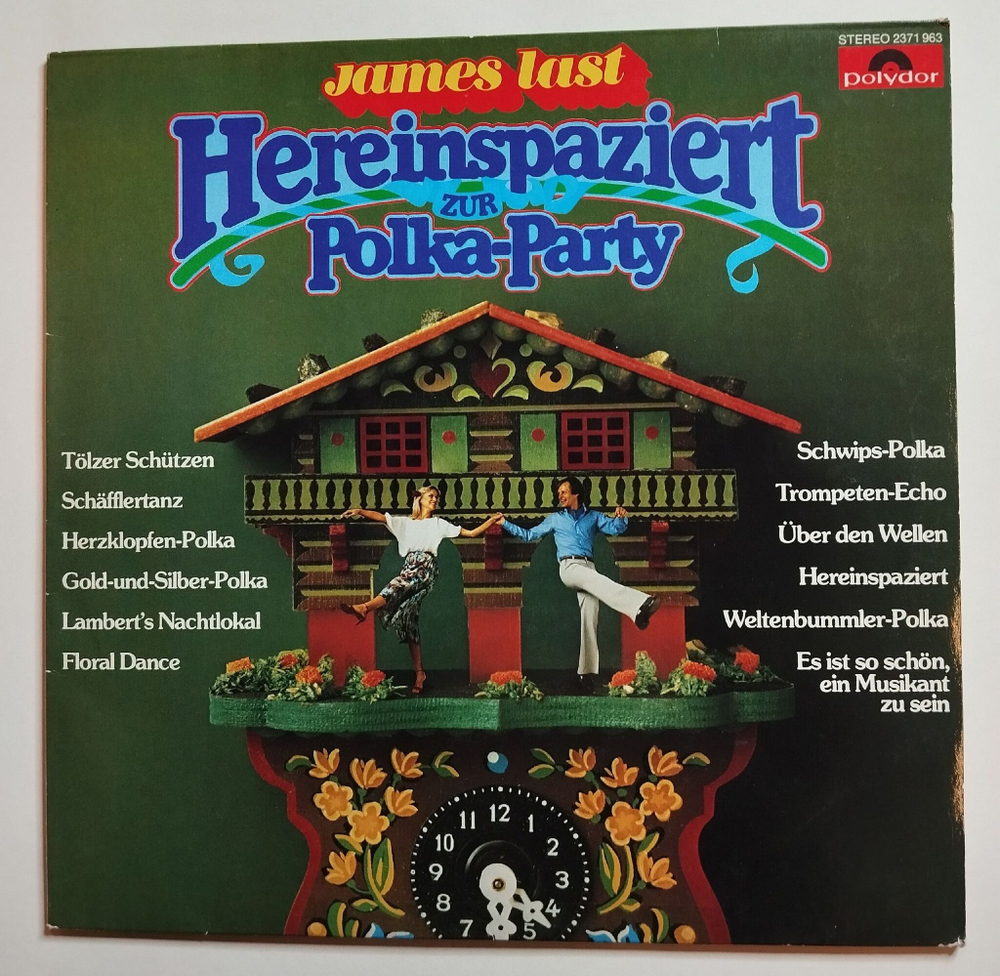 STEREO 2371 963
polydor
james last
Hereinspaziert
ZUR
Polka-Party
Tölzer Schützen
Schäfflertanz
Herzklopfen-Polka
Gold-und-Silber-Polka
Lambert's Nachtlokal
Floral Dance
Schwips-Polka
Trompeten-Echo
Über den Wellen
Hereinspaziert
Weltenbummler-Polka
Es ist so schön,
ein Musikant
zu sein
11 12 1
10 2
9 3
8 4
7 5